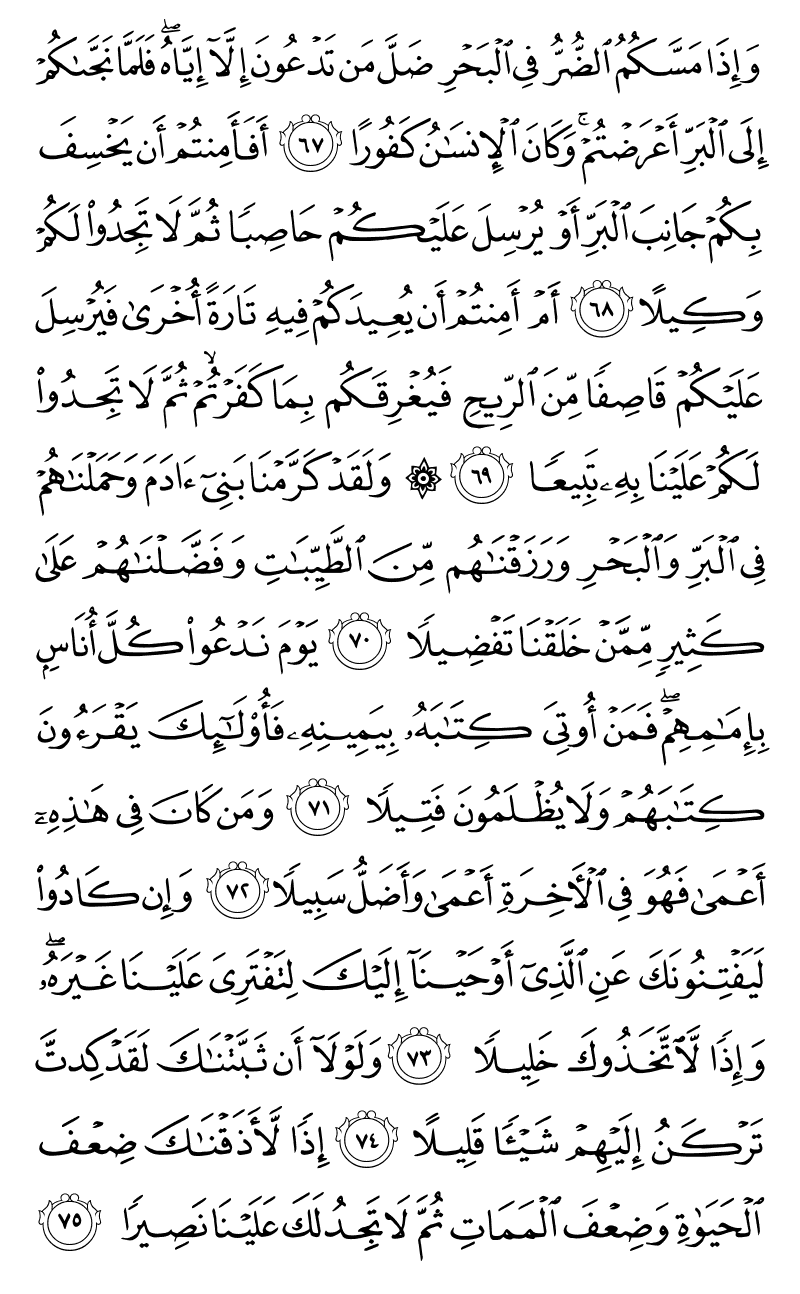 وَإِذَا مَسَّكُمُ ٱلضُّرُّ فِى ٱلْبَحْرِ ضَلَّ مَن تَدْعُونَ إِلَّآ إِيَّاهُ ۖ فَلَمَّا نَجَّىٰكُمْ
إِلَى ٱلْبَرِّ أَعْرَضْتُمْ ۚ وَكَانَ ٱلْإِنسَٰنُ كَفُورًا ٦٧ أَفَأَمِنتُمْ أَن يَخْسِفَ
بِكُمْ جَانِبَ ٱلْبَرِّ أَوْ يُرْسِلَ عَلَيْكُمْ حَاصِبًا ثُمَّ لَا تَجِدُوا۟ لَكُمْ
وَكِيلًا ٦٨ أَمْ أَمِنتُمْ أَن يُعِيدَكُمْ فِيهِ تَارَةً أُخْرَىٰ فَيُرْسِلَ
عَلَيْكُمْ قَاصِفًا مِّنَ ٱلرِّيحِ فَيُغْرِقَكُم بِمَا كَفَرْتُمْ ۙ ثُمَّ لَا تَجِدُوا۟
لَكُمْ عَلَيْنَا بِهِۦ تَبِيعًا ٦٩ ۞ وَلَقَدْ كَرَّمْنَا بَنِىٓ ءَادَمَ وَحَمَلْنَٰهُمْ
فِى ٱلْبَرِّ وَٱلْبَحْرِ وَرَزَقْنَٰهُم مِّنَ ٱلطَّيِّبَٰتِ وَفَضَّلْنَٰهُمْ عَلَىٰ
كَثِيرٍ مِّمَّنْ خَلَقْنَا تَفْضِيلًا ٧٠ يَوْمَ نَدْعُوا۟ كُلَّ أُنَاسٍۭ
بِإِمَٰمِهِمْ ۖ فَمَنْ أُوتِىَ كِتَٰبَهُۥ بِيَمِينِهِۦ فَأُو۟لَٰٓئِكَ يَقْرَءُونَ
كِتَٰبَهُمْ وَلَا يُظْلَمُونَ فَتِيلًا ٧١ وَمَن كَانَ فِى هَٰذِهِۦٓ
أَعْمَىٰ فَهُوَ فِى ٱلْءَاخِرَةِ أَعْمَىٰ وَأَضَلُّ سَبِيلًا ٧٢ وَإِن كَادُوا۟
لَيَفْتِنُونَكَ عَنِ ٱلَّذِىٓ أَوْحَيْنَآ إِلَيْكَ لِتَفْتَرِىَ عَلَيْنَا غَيْرَهُۥ ۖ
وَإِذًا لَّٱتَّخَذُوكَ خَلِيلًا ٧٣ وَلَوْلَآ أَن ثَبَّتْنَٰكَ لَقَدْ كِدتَّ
تَرْكَنُ إِلَيْهِمْ شَيْـًٔا قَلِيلًا ٧٤ إِذًا لَّأَذَقْنَٰكَ ضِعْفَ
ٱلْحَيَوٰةِ وَضِعْفَ ٱلْمَمَاتِ ثُمَّ لَا تَجِدُ لَكَ عَلَيْنَا نَصِيرًا ٧٥